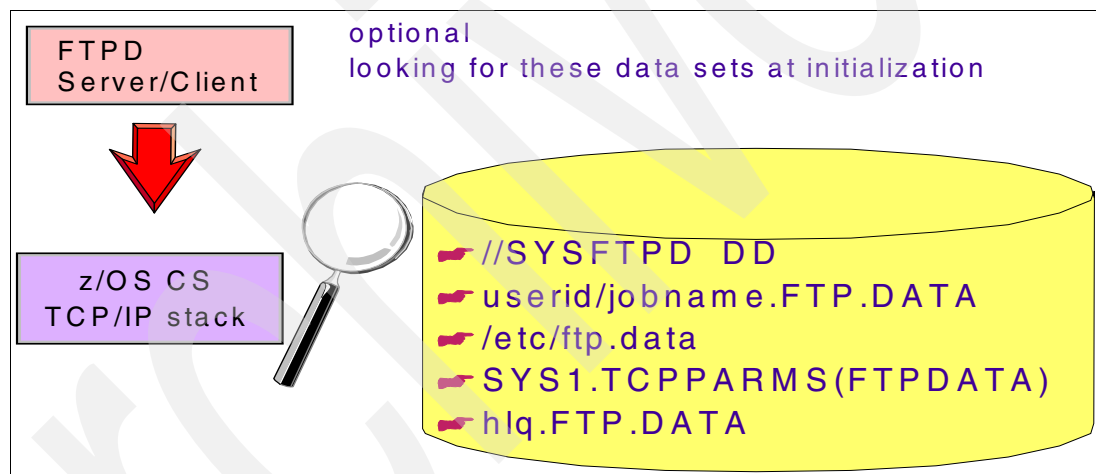 FTPD
Server/Client
optional
looking for these data sets at initialization
z/OS CS
TCP/IP stack
//SYSFTPD DD
userid/jobname.FTP.DATA
/etc/ftp.data
SYS1.TCPPARMS(FTPDATA)
hlq.FTP.DATA